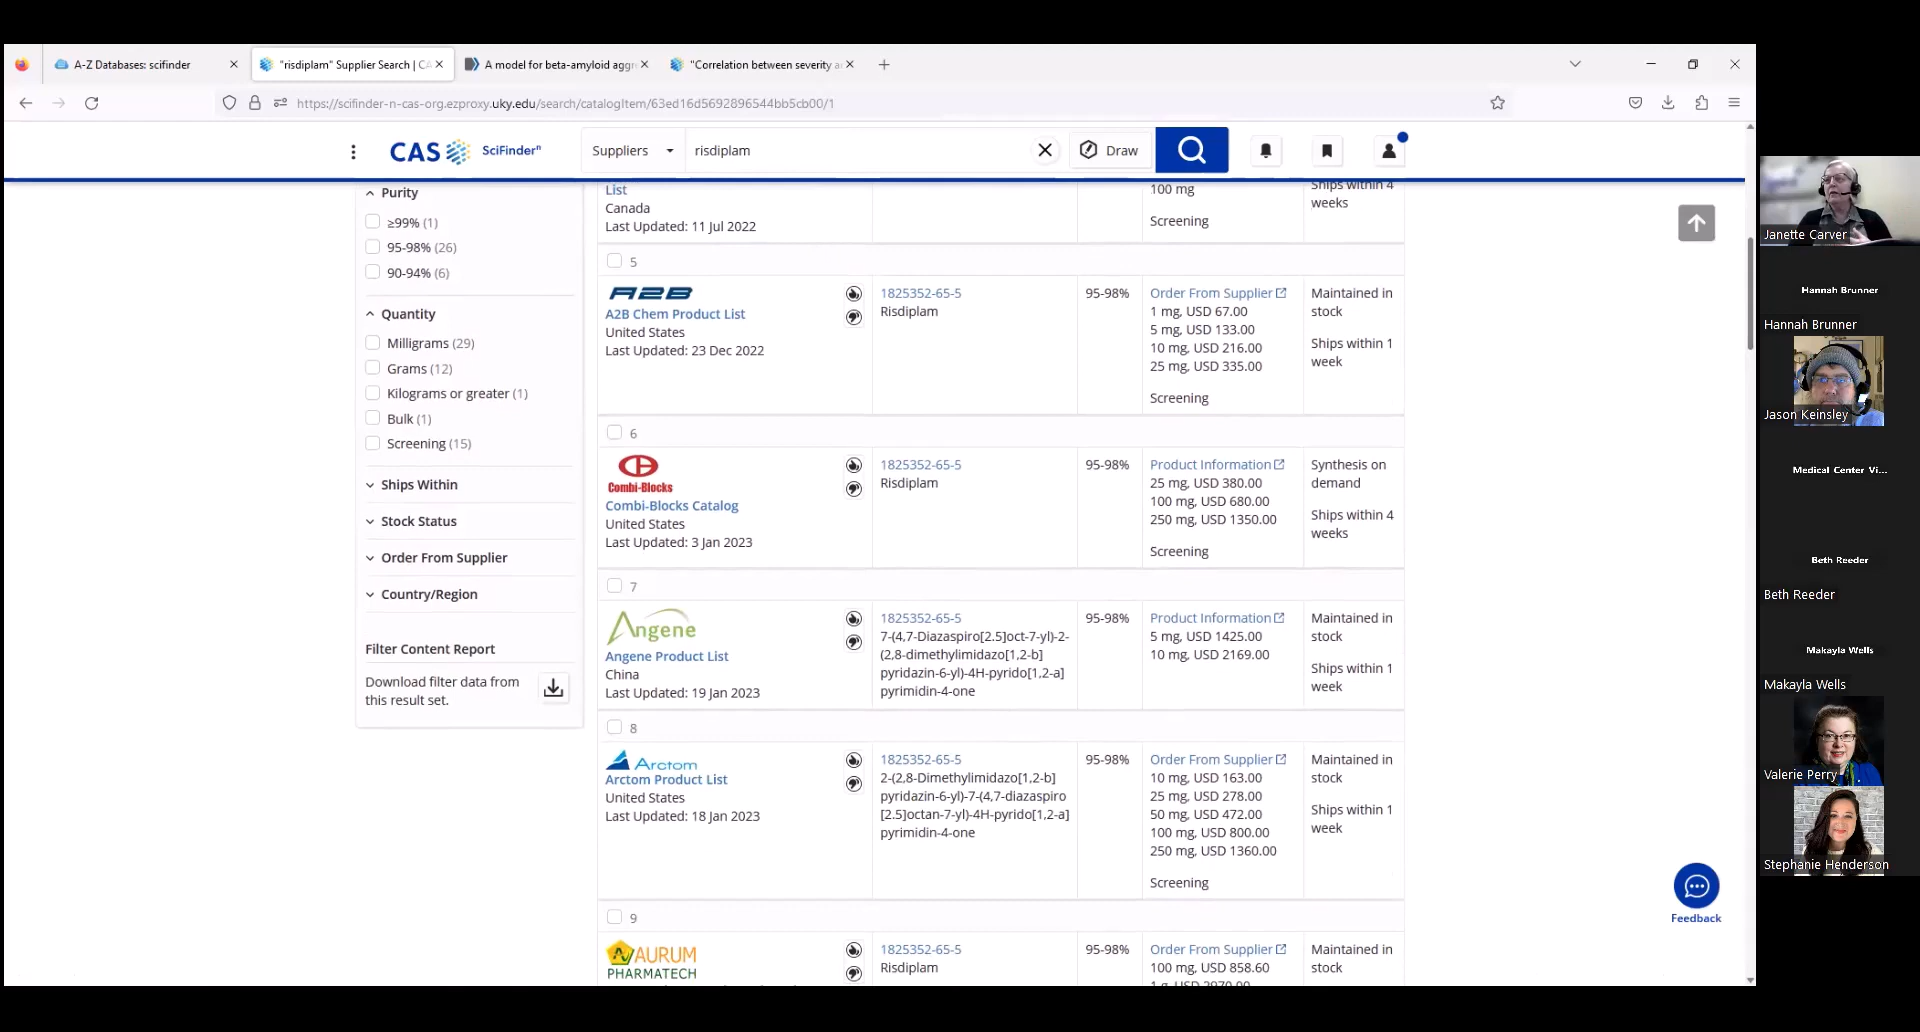 A-Z Databases: scifinder
"risdiplam" Supplier Search | CA
A model for beta-amyloid aggr
"Correlation between severity a
https://scifinder-n-cas-org.ezproxy.uky.edu/search/catalogItem/63ed16d5692896544bb5cb00/1
CAS SciFinder n
Suppliers
risdiplam
Draw
Purity
≥99% (1)
95-98% (26)
90-94% (6)
Quantity
Milligrams (29)
Grams (12)
Kilograms or greater (1)
Bulk (1)
Screening (15)
Ships Within
Stock Status
Order From Supplier
Country/Region
Filter Content Report
Download filter data from
this result set.
List
Canada
Last Updated: 11 Jul 2022
100 mg
Screening
Ships within 4
weeks
5
A2B
A2B Chem Product List
United States
Last Updated: 23 Dec 2022
1825352-65-5
Risdiplam
95-98%
Order From Supplier
1 mg, USD 67.00
5 mg, USD 133.00
10 mg, USD 216.00
25 mg, USD 335.00
Screening
Maintained in
stock
Ships within 1
week
6
Combi-Blocks
Combi-Blocks Catalog
United States
Last Updated: 3 Jan 2023
1825352-65-5
Risdiplam
95-98%
Product Information
25 mg, USD 380.00
100 mg, USD 680.00
250 mg, USD 1350.00
Screening
Synthesis on
demand
Ships within 4
weeks
7
Angene
Angene Product List
China
Last Updated: 19 Jan 2023
1825352-65-5
7-(4,7-Diazaspiro[2.5]oct-7-yl)-2-
(2,8-dimethylimidazo[1,2-b]
pyridazin-6-yl)-4H-pyrido[1,2-a]
pyrimidin-4-one
95-98%
Product Information
5 mg, USD 1425.00
10 mg, USD 2169.00
Maintained in
stock
Ships within 1
week
8
Arctom
Arctom Product List
United States
Last Updated: 18 Jan 2023
1825352-65-5
2-(2,8-Dimethylimidazo[1,2-b]
pyridazin-6-yl)-7-(4,7-diazaspiro
[2.5]octan-7-yl)-4H-pyrido[1,2-a]
pyrimidin-4-one
95-98%
Order From Supplier
10 mg, USD 163.00
25 mg, USD 278.00
50 mg, USD 472.00
100 mg, USD 800.00
250 mg, USD 1360.00
Screening
Maintained in
stock
Ships within 1
week
9
AURUM
PHARMATECH
1825352-65-5
Risdiplam
95-98%
Order From Supplier
100 mg, USD 858.60
1 g, USD 2970.00
Maintained in
stock
Feedback
Janette Carver
Hannah Brunner
Hannah Brunner
Jason Keinsley
Medical Center Vi...
Beth Reeder
Beth Reeder
Makayla Wells
Makayla Wells
Valerie Perry
Stephanie Henderson